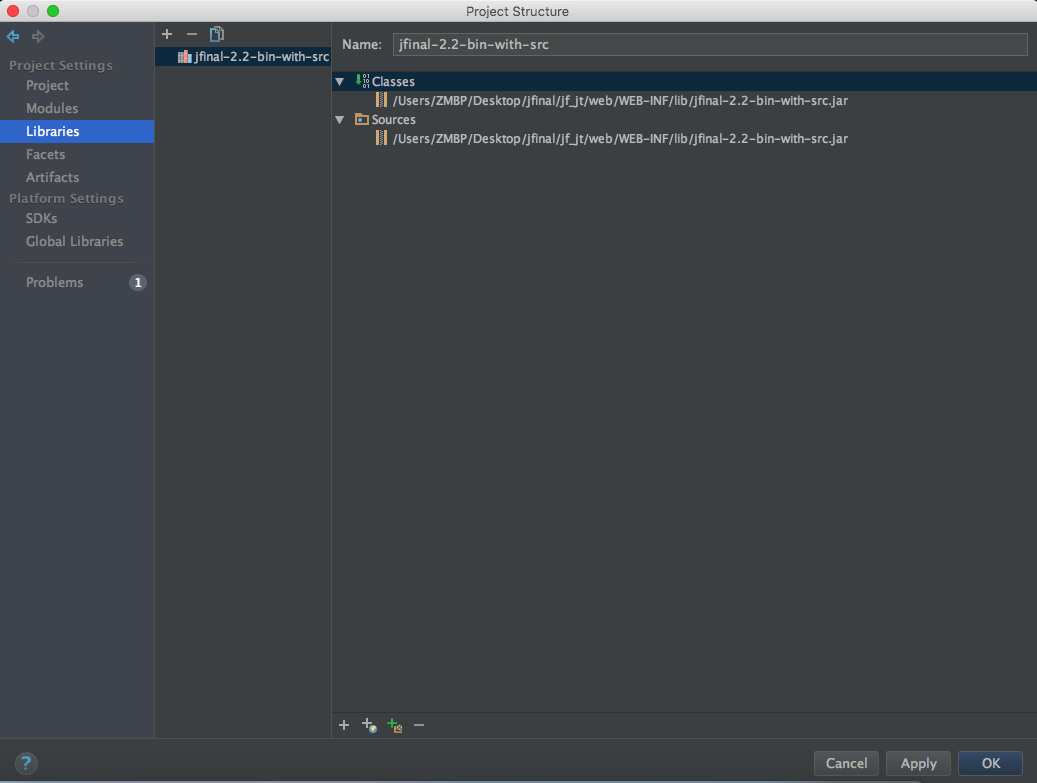 Project Structure
Project Settings
Project
Modules
Libraries
Facets
Artifacts
Platform Settings
SDKs
Global Libraries
Problems 1
jfinal-2.2-bin-with-src
Name: jfinal-2.2-bin-with-src
Classes
/Users/ZMBP/Desktop/jfinal/jf_jt/web/WEB-INF/lib/jfinal-2.2-bin-with-src.jar
Sources
/Users/ZMBP/Desktop/jfinal/jf_jt/web/WEB-INF/lib/jfinal-2.2-bin-with-src.jar
? Cancel Apply OK